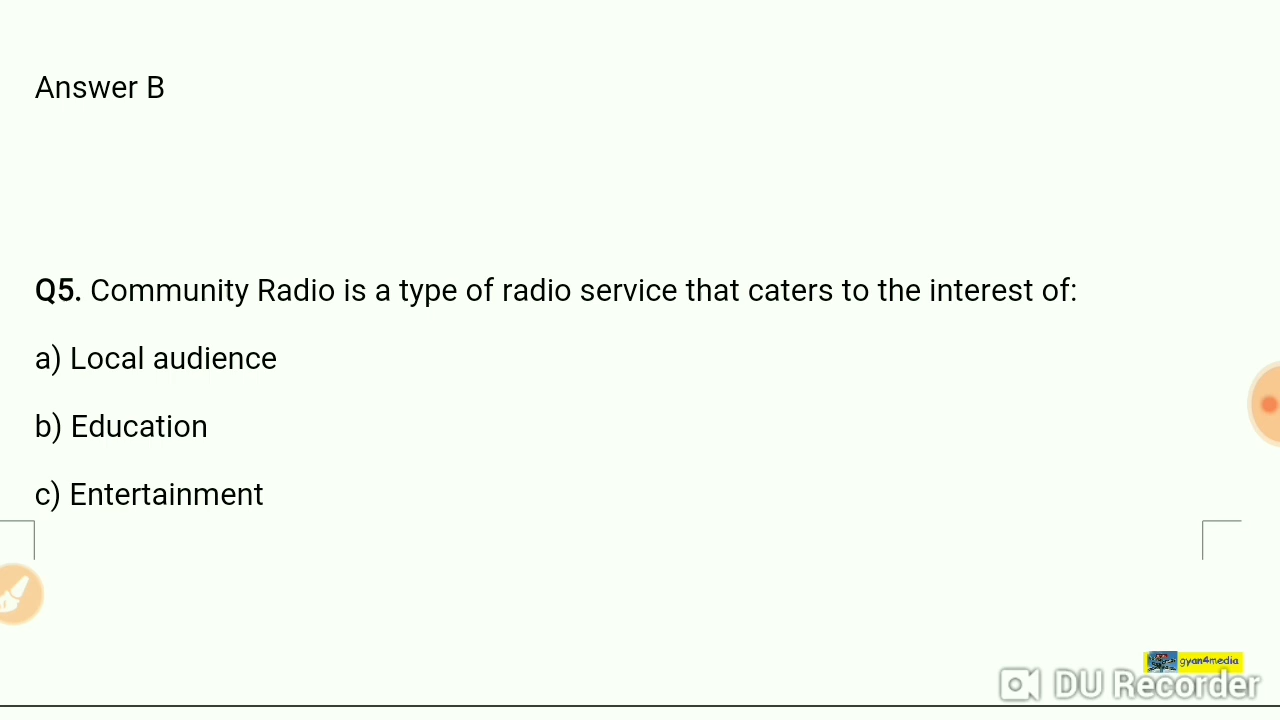 Answer B
Q5. Community Radio is a type of radio service that caters to the interest of:
a) Local audience
b) Education
c) Entertainment
gyan4media
DU Recorder